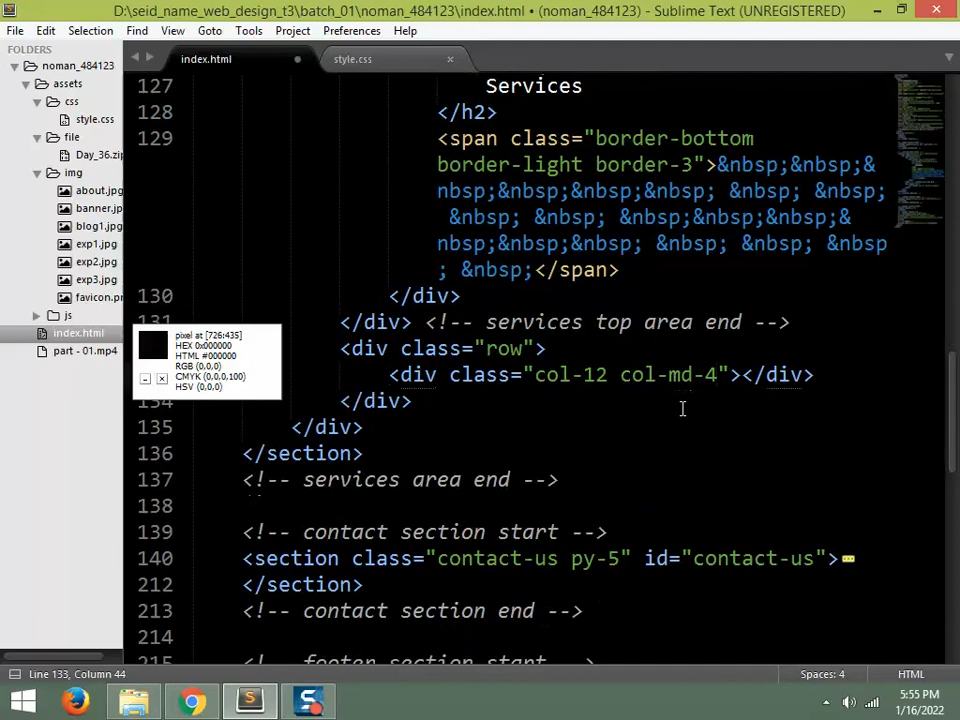 D:\seid_name_web_design_t3\batch_01\noman_484123\index.html • (noman_484123) - Sublime Text (UNREGISTERED)
File Edit Selection Find View Goto Tools Project Preferences Help
FOLDERS
noman_484123
assets
css
style.css
file
Day_36.zip
img
about.jpg
banner.jp
blog1.jpg
exp1.jpg
exp2.jpg
exp3.jpg
favicon.pr
js
index.html
part - 01.mp4
index.html
style.css
127 Services
128 </h2>
129 <span class="border-bottom
border-light border-3">&nbsp;&nbsp;&
nbsp;&nbsp;&nbsp;&nbsp; &nbsp; &nbsp;
&nbsp; &nbsp; &nbsp;&nbsp;&nbsp;&
nbsp;&nbsp;&nbsp; &nbsp; &nbsp; &nbsp
; &nbsp;</span>
130 </div>
131 </div> <!-- services top area end -->
<div class="row">
<div class="col-12 col-md-4"></div>
134 </div>
135 </div>
136 </section>
137 <!-- services area end -->
138
139 <!-- contact section start -->
140 <section class="contact-us py-5" id="contact-us">
212 </section>
213 <!-- contact section end -->
214
215 <!-- footer section start -->
pixel at [726:435]
HEX 0x000000
HTML #000000
RGB (0,0,0)
CMYK (0,0,0,100)
HSV (0,0,0)
Line 133, Column 44
Spaces: 4
HTML
5:55 PM
1/16/2022